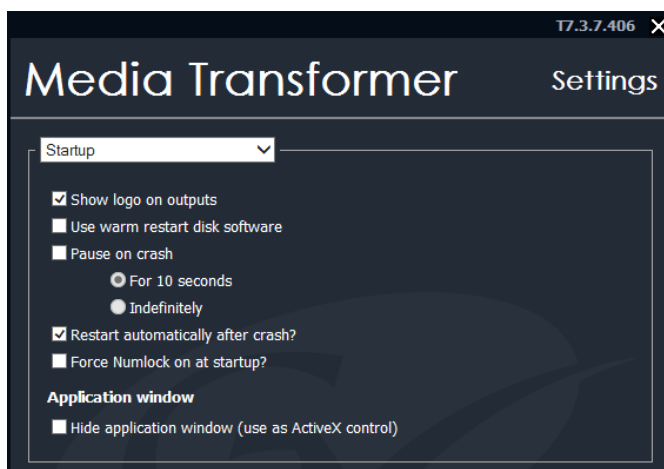 T7.3.7.406
Media Transformer Settings
Startup
Show logo on outputs
Use warm restart disk software
Pause on crash
For 10 seconds
Indefinitely
Restart automatically after crash?
Force Numlock on at startup?
Application window
Hide application window (use as ActiveX control)